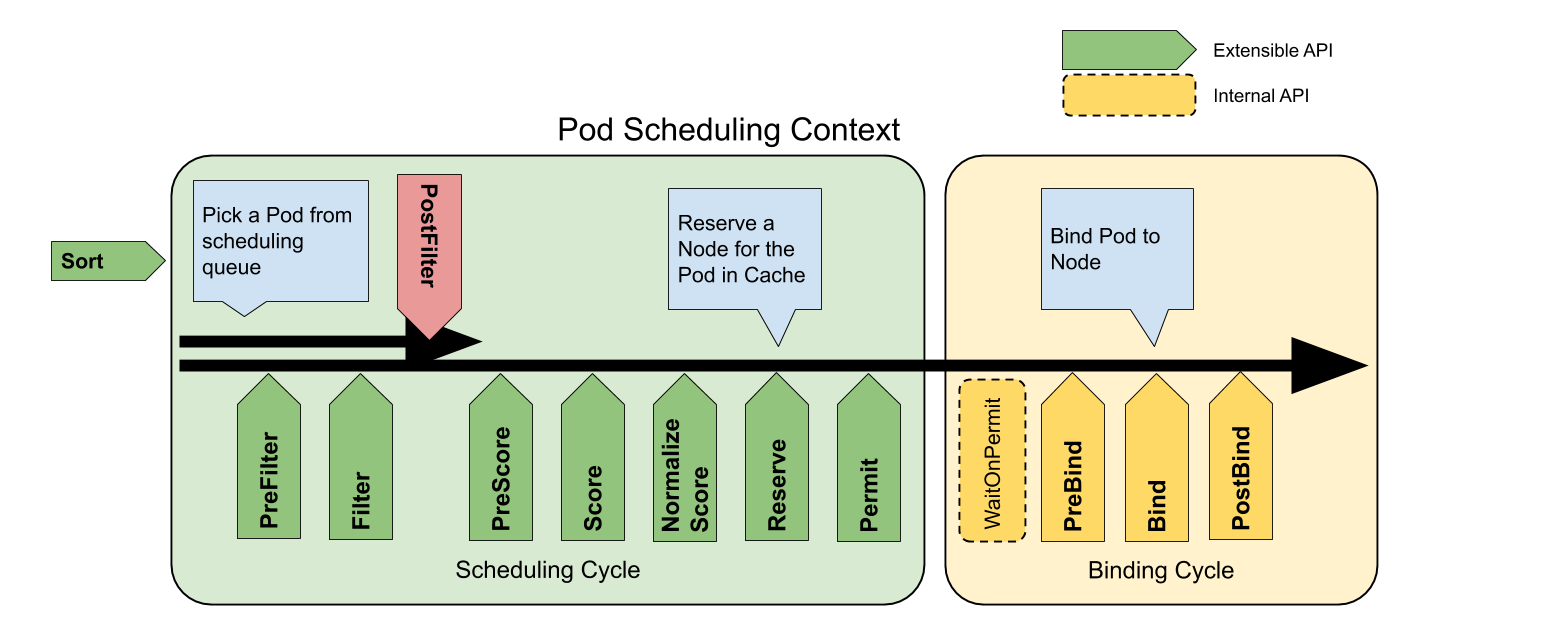 Extensible API
Internal API
Pod Scheduling Context
Sort
Pick a Pod from
scheduling
queue
PostFilter
Reserve a
Node for the
Pod in Cache
Bind Pod to
Node
PreFilter
Filter
PreScore
Score
Normalize
Score
Reserve
Permit
WaitOnPermit
PreBind
Bind
PostBind
Scheduling Cycle
Binding Cycle